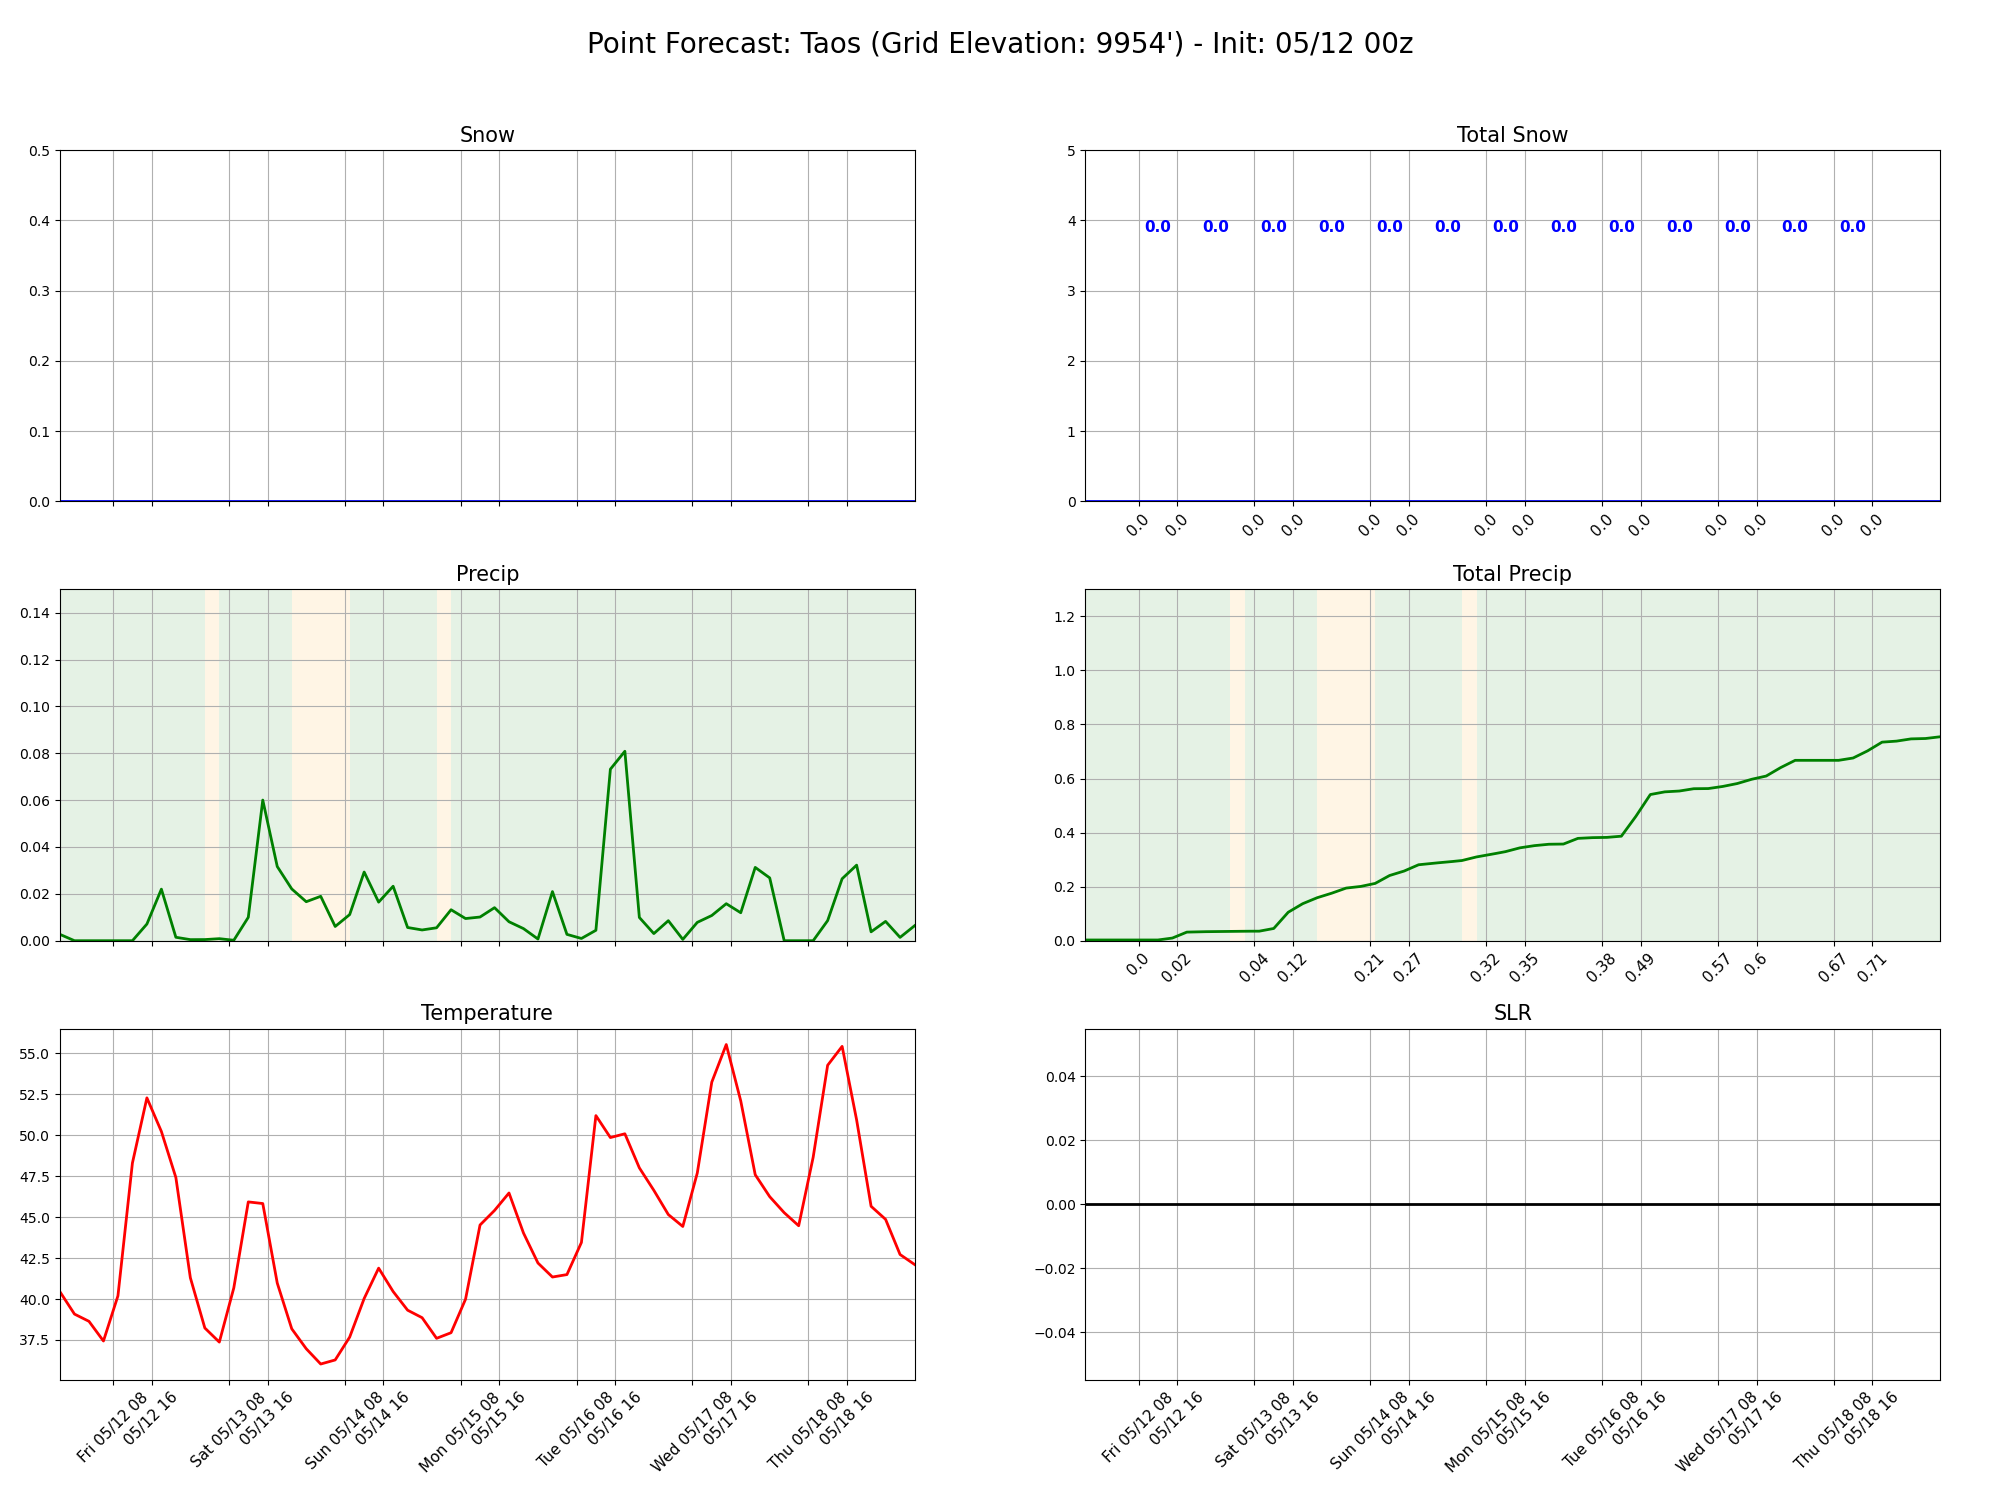 Point Forecast: Taos (Grid Elevation: 9954') - Init: 05/12 00z
Snow
0.5
0.4
0.3
0.2
0.1
0.0
Total Snow
5
4
3
2
1
0
0.0 0.0 0.0 0.0 0.0 0.0 0.0 0.0 0.0 0.0 0.0 0.0 0.0
0.0 0.0 0.0 0.0 0.0 0.0 0.0 0.0 0.0 0.0 0.0 0.0 0.0 0.0
Precip
0.14
0.12
0.10
0.08
0.06
0.04
0.02
0.00
Total Precip
1.2
1.0
0.8
0.6
0.4
0.2
0.0
0.0 0.02 0.04 0.12 0.21 0.27 0.32 0.35 0.38 0.49 0.57 0.6 0.67 0.71
Temperature
55.0
52.5
50.0
47.5
45.0
42.5
40.0
37.5
Fri 05/12 08
05/12 16
Sat 05/13 08
05/13 16
Sun 05/14 08
05/14 16
Mon 05/15 08
05/15 16
Tue 05/16 08
05/16 16
Wed 05/17 08
05/17 16
Thu 05/18 08
05/18 16
SLR
0.04
0.02
0.00
−0.02
−0.04
Fri 05/12 08
05/12 16
Sat 05/13 08
05/13 16
Sun 05/14 08
05/14 16
Mon 05/15 08
05/15 16
Tue 05/16 08
05/16 16
Wed 05/17 08
05/17 16
Thu 05/18 08
05/18 16